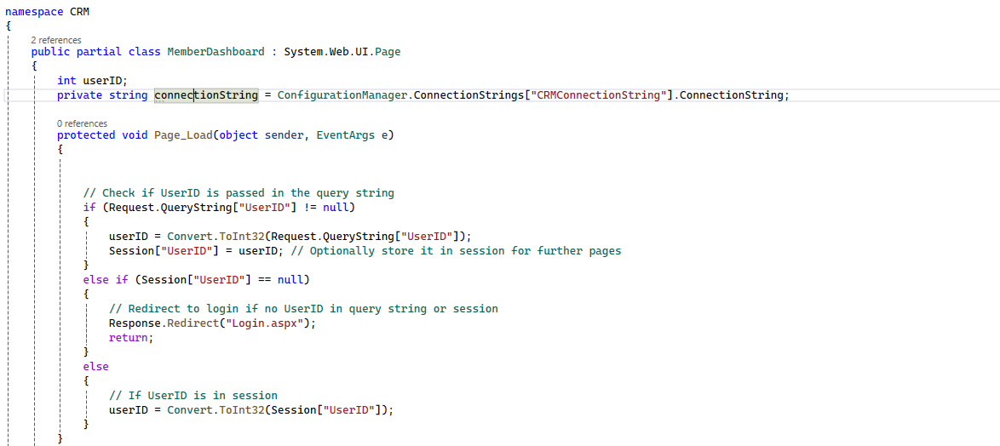 namespace CRM
{
2 references
public partial class MemberDashboard : System.Web.UI.Page
{
int userID;
private string connectionString = ConfigurationManager.ConnectionStrings["CRMConnectionString"].ConnectionString;
0 references
protected void Page_Load(object sender, EventArgs e)
{
// Check if UserID is passed in the query string
if (Request.QueryString["UserID"] != null)
{
userID = Convert.ToInt32(Request.QueryString["UserID"]);
Session["UserID"] = userID; // Optionally store it in session for further pages
}
else if (Session["UserID"] == null)
{
// Redirect to login if no UserID in query string or session
Response.Redirect("Login.aspx");
return;
}
else
{
// If UserID is in session
userID = Convert.ToInt32(Session["UserID"]);
}
}